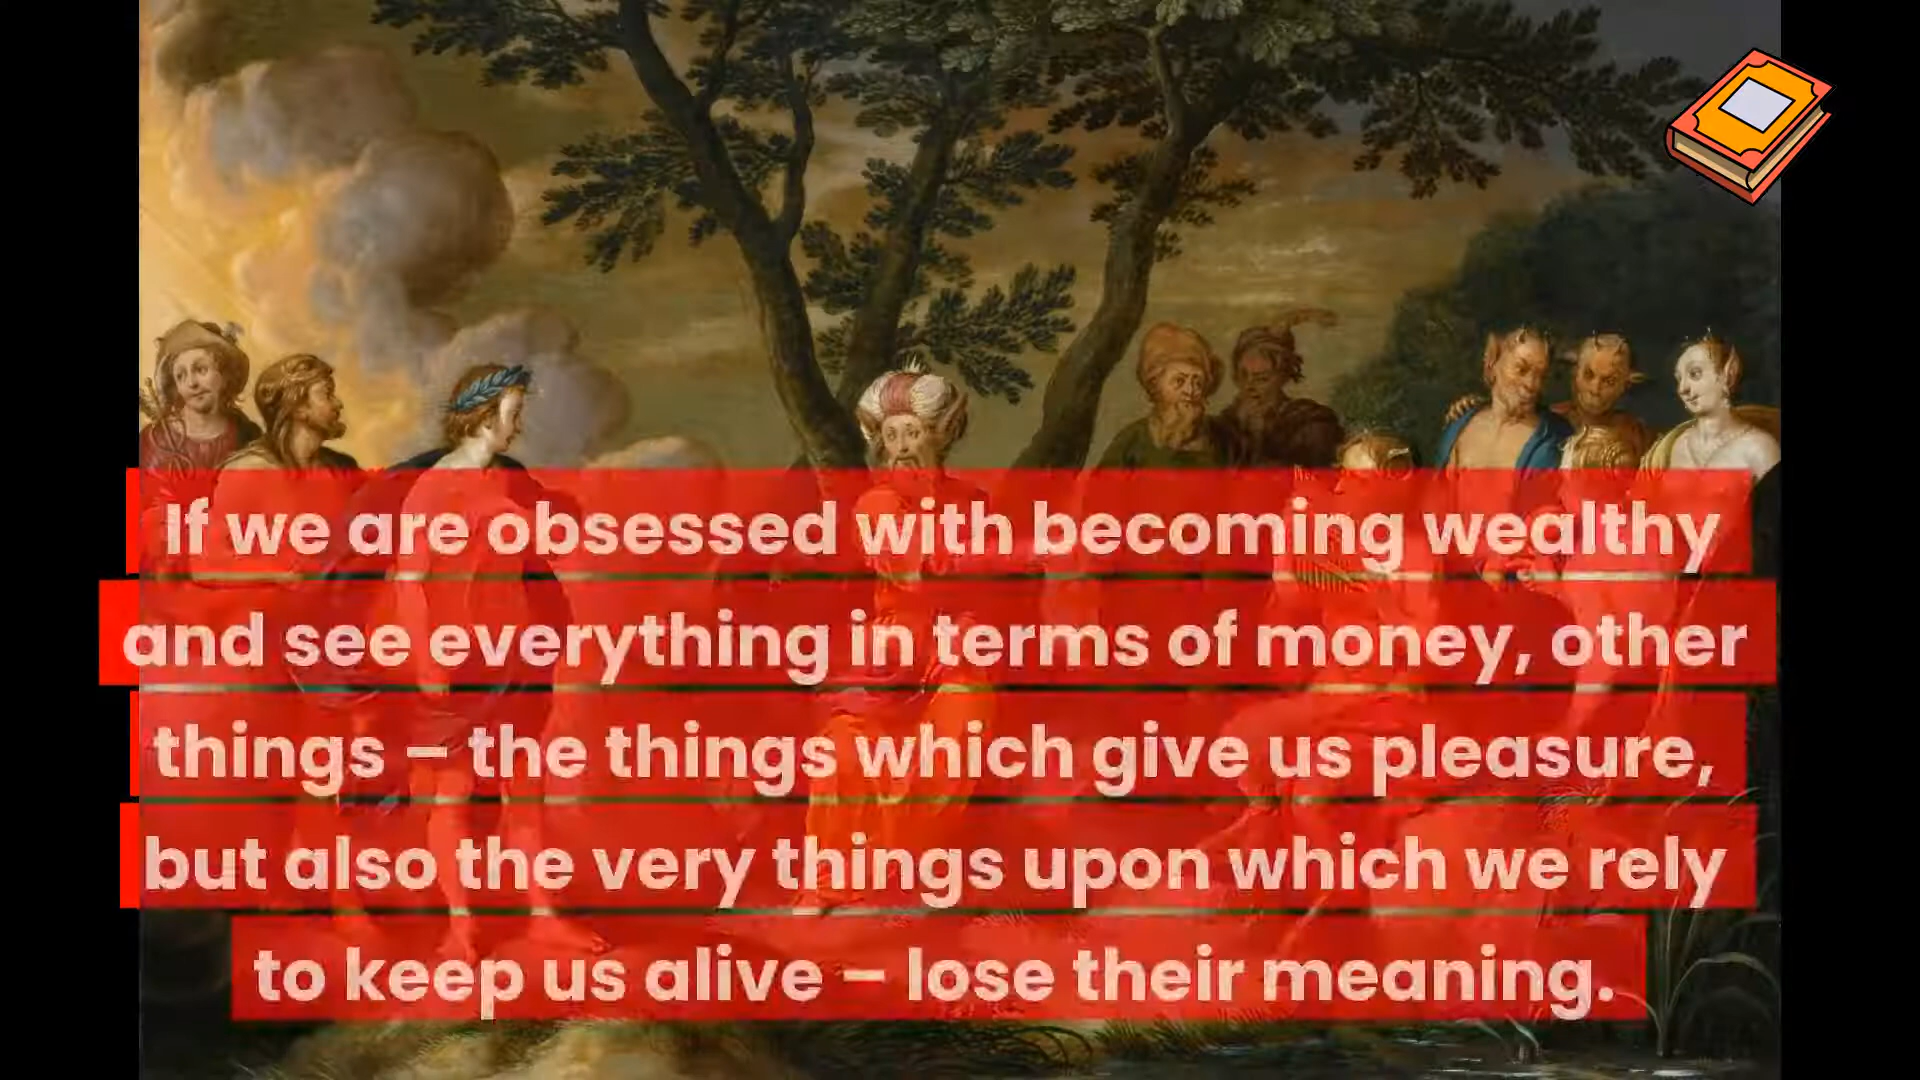 If we are obsessed with becoming wealthy
and see everything in terms of money, other
things – the things which give us pleasure,
but also the very things upon which we rely
to keep us alive – lose their meaning.